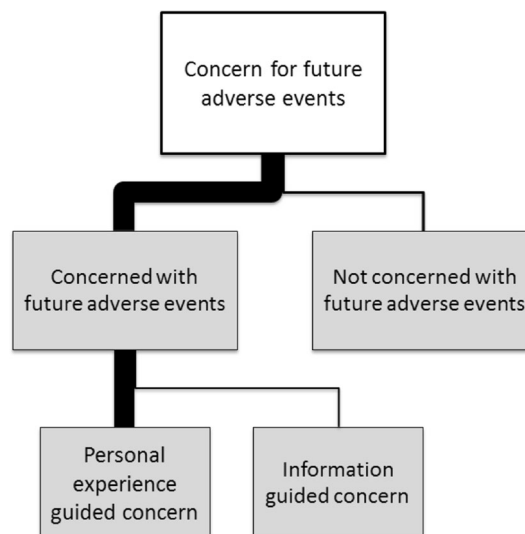 Concern for future
adverse events
Concerned with
future adverse events
Not concerned with
future adverse events
Personal
experience
guided concern
Information
guided concern